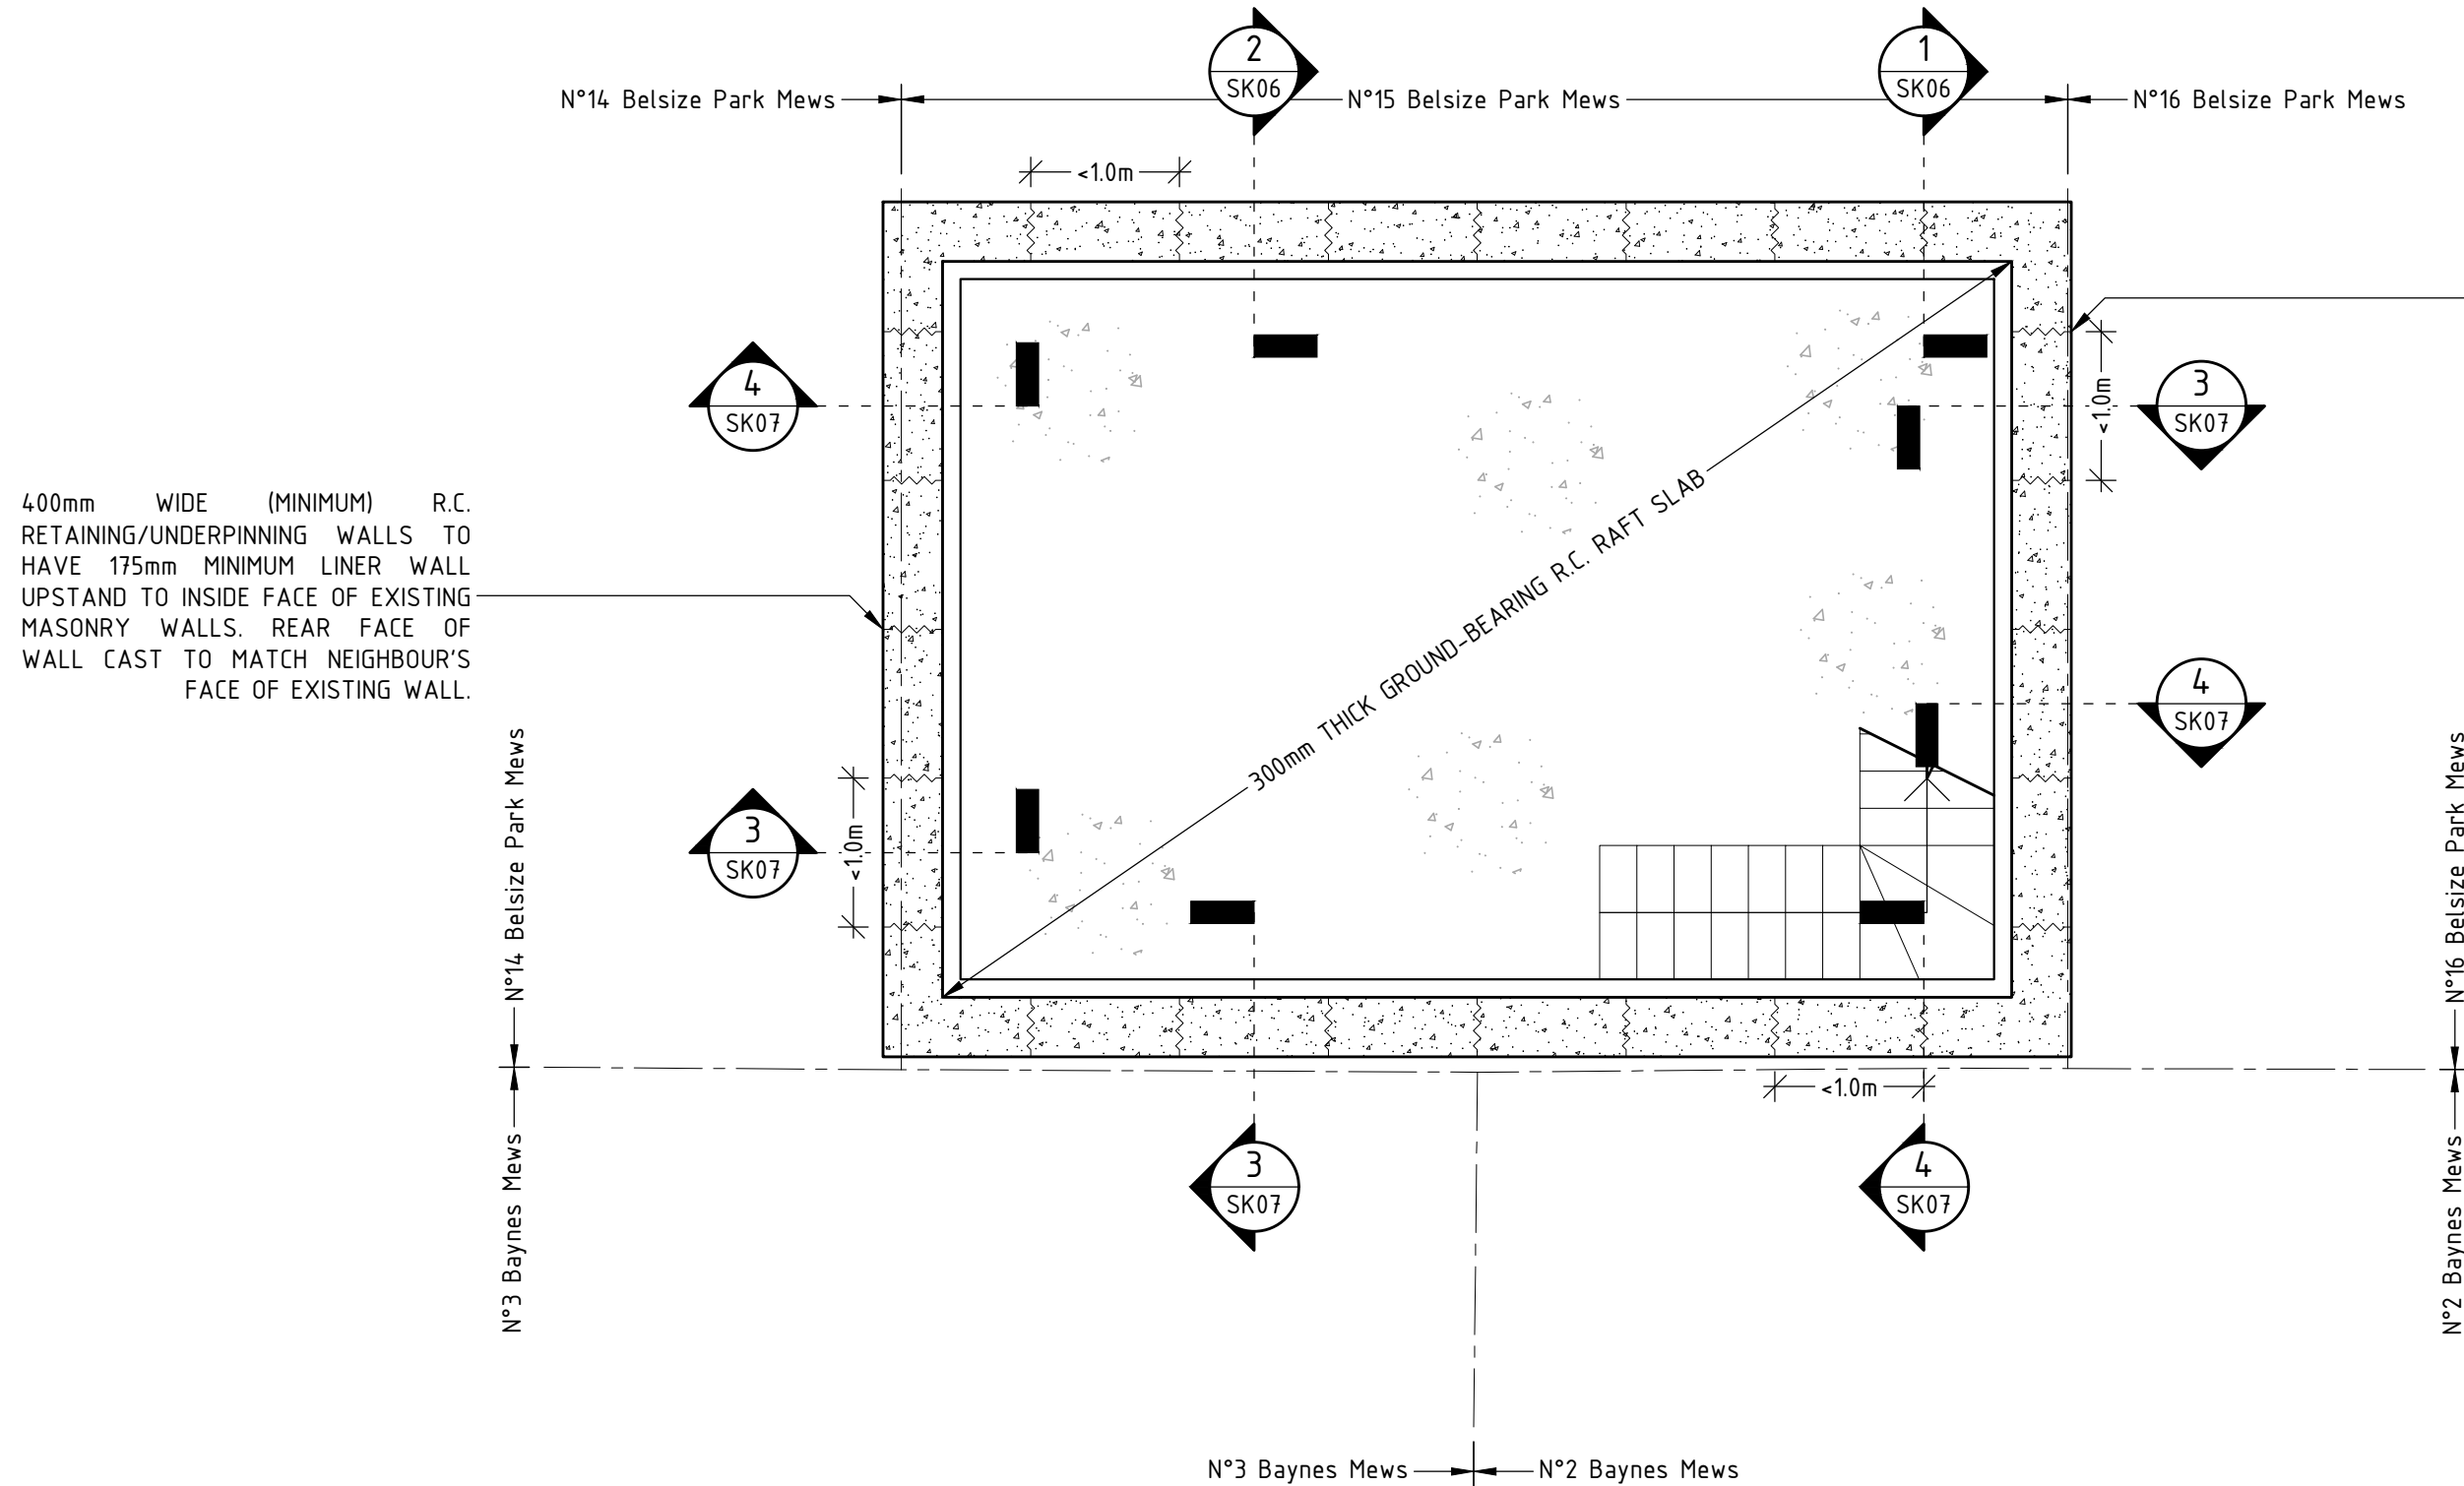 2
SK06
1
SK06
N°14 Belsize Park Mews
N°15 Belsize Park Mews
N°16 Belsize Park Mews
<1.0m
4
SK07
3
SK07
<1.0m
400mm WIDE (MINIMUM) R.C.
RETAINING/UNDERPINNING WALLS TO
HAVE 175mm MINIMUM LINER WALL
UPSTAND TO INSIDE FACE OF EXISTING
MASONRY WALLS. REAR FACE OF
WALL CAST TO MATCH NEIGHBOUR'S
FACE OF EXISTING WALL.
300mm THICK GROUND-BEARING R.C. RAFT SLAB
4
SK07
3
SK07
<1.0m
N°14 Belsize Park Mews
N°16 Belsize Park Mews
<1.0m
3
SK07
4
SK07
N°3 Baynes Mews
N°2 Baynes Mews
N°3 Baynes Mews
N°2 Baynes Mews